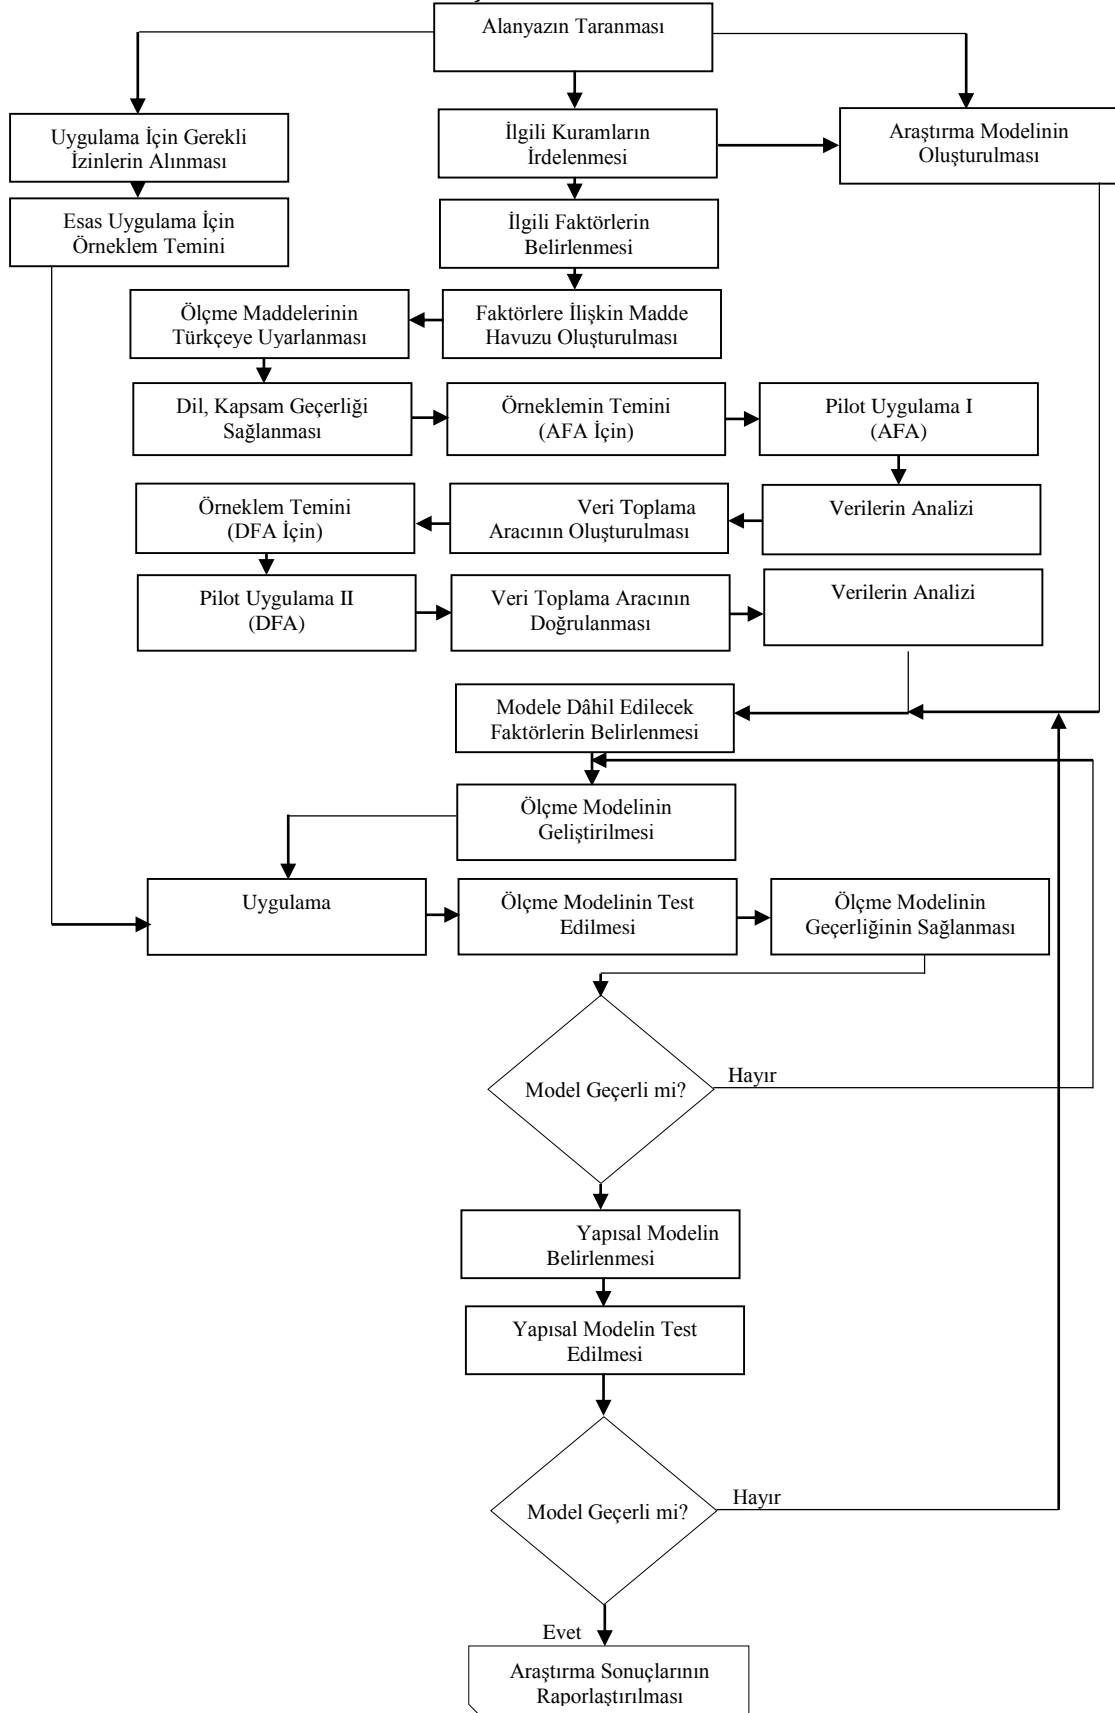 Alanyazın Taranması
Uygulama İçin Gerekli
İzinlerin Alınması
İlgili Kuramların
İrdelenmesi
Araştırma Modelinin
Oluşturulması
Esas Uygulama İçin
Örneklem Temini
İlgili Faktörlerin
Belirlenmesi
Ölçme Maddelerinin
Türkçeye Uyarlanması
Faktörlere İlişkin Madde
Havuzu Oluşturulması
Dil, Kapsam Geçerliği
Sağlanması
Örneklemin Temini
(AFA İçin)
Pilot Uygulama I
(AFA)
Örneklem Temini
(DFA İçin)
Veri Toplama
Aracının Oluşturulması
Verilerin Analizi
Pilot Uygulama II
(DFA)
Veri Toplama Aracının
Doğrulanması
Verilerin Analizi
Modele Dâhil Edilecek
Faktörlerin Belirlenmesi
Ölçme Modelinin
Geliştirilmesi
Uygulama
Ölçme Modelinin Test
Edilmesi
Ölçme Modelinin
Geçerliğinin Sağlanması
Model Geçerli mi?
Hayır
Yapısal Modelin
Belirlenmesi
Yapısal Modelin Test
Edilmesi
Model Geçerli mi?
Hayır
Evet
Araştırma Sonuçlarının
Raporlaştırılması